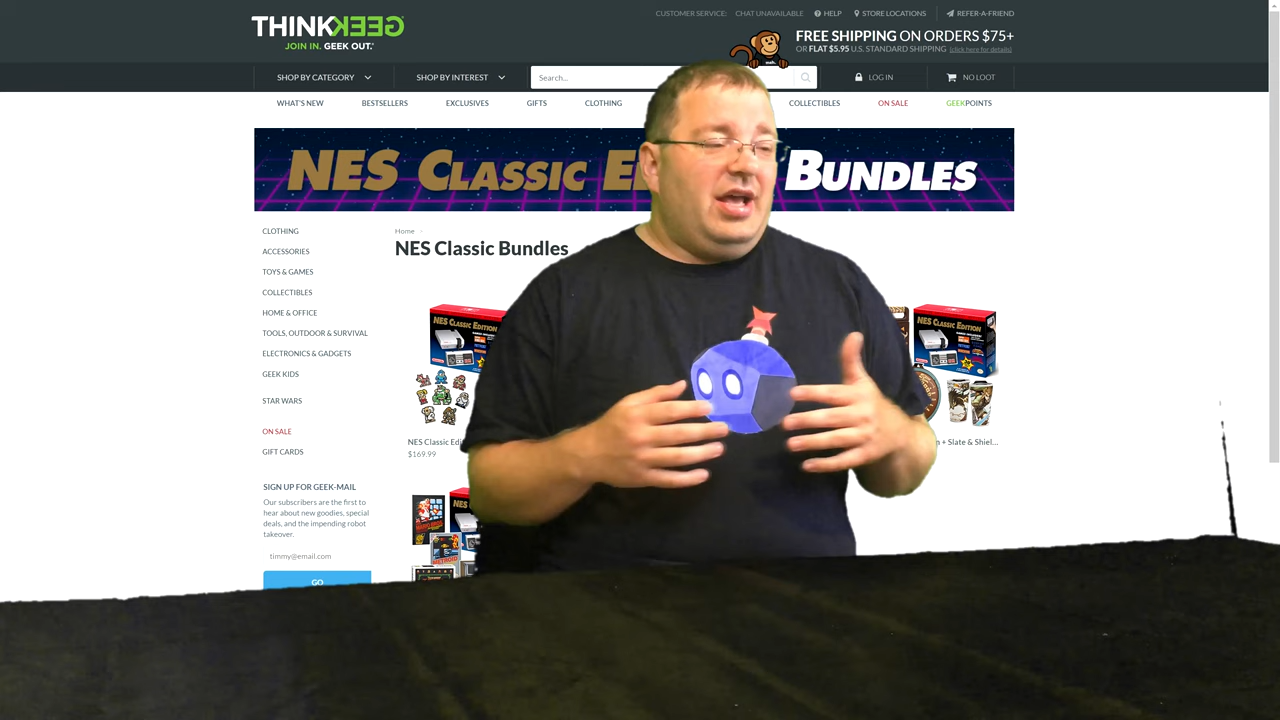 CUSTOMER SERVICE: CHAT UNAVAILABLE HELP STORE LOCATIONS REFER-A-FRIEND
THINKGEEK
JOIN IN. GEEK OUT.
FREE SHIPPING ON ORDERS $75+
OR FLAT $5.95 U.S. STANDARD SHIPPING (click here for details)
SHOP BY CATEGORY SHOP BY INTEREST Search... LOG IN NO LOOT
WHAT'S NEW BESTSELLERS EXCLUSIVES GIFTS CLOTHING COLLECTIBLES ON SALE GEEKPOINTS
NES CLASSIC BUNDLES
CLOTHING
ACCESSORIES
TOYS & GAMES
COLLECTIBLES
HOME & OFFICE
TOOLS, OUTDOOR & SURVIVAL
ELECTRONICS & GADGETS
GEEK KIDS
STAR WARS
ON SALE
GIFT CARDS
SIGN UP FOR GEEK-MAIL
Our subscribers are the first to
hear about new goodies, special
deals, and the impending robot
takeover.
timmy@email.com
GO
Home
NES Classic Bundles
NES CLASSIC EDITION
NES Classic
$169.99
+ Slate & Shiel...
METROID